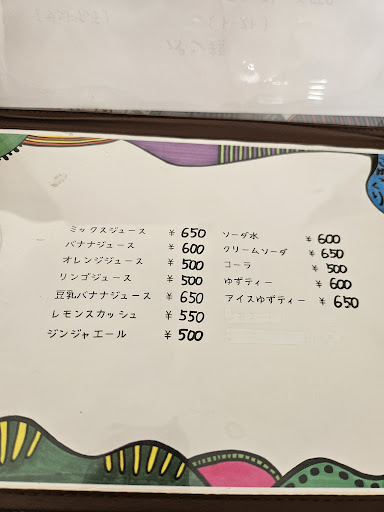 ミックスジュース ¥650
バナナジュース ¥600
オレンジジュース ¥500
リンゴジュース ¥500
豆乳バナナジュース ¥650
レモンスカッシュ ¥550
ジンジャエール ¥500
ソーダ水 ¥600
クリームソーダ ¥650
コーラ ¥500
ゆずティー ¥600
アイスゆずティー ¥650